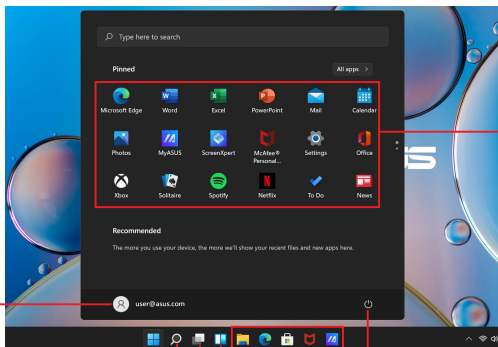 Type here to search
Pinned
All apps >
Microsoft Edge Word Excel PowerPoint Mail Calendar
Photos MyASUS ScreenXpert McAfee® Personal... Settings Office
Xbox Solitaire Spotify Netflix To Do News
Recommended
The more you use your device, the more we'll show your recent files and new apps here.
user@asus.com